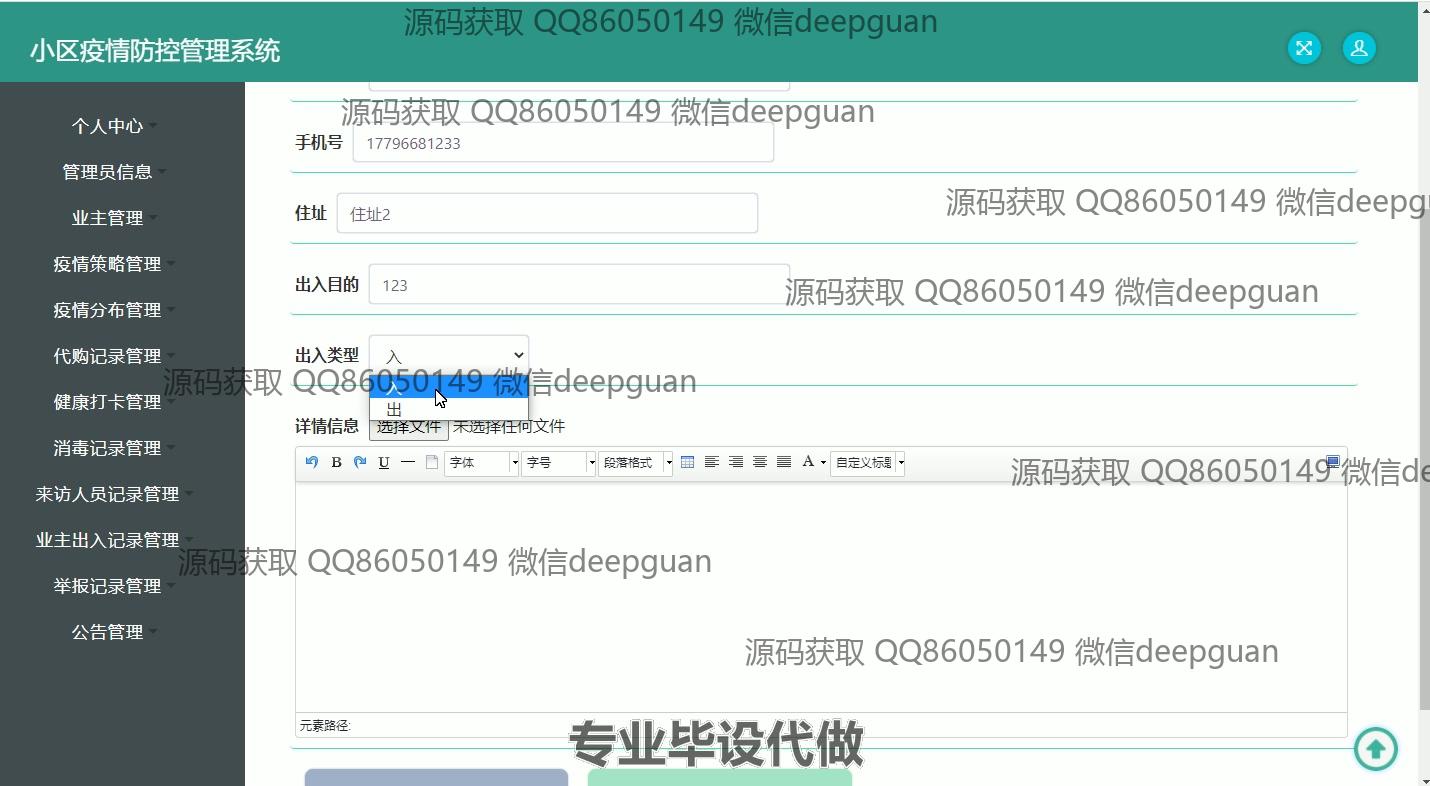 源码获取 QQ86050149 微信deepguan
小区疫情防控管理系统
个人中心
管理员信息
业主管理
疫情策略管理
疫情分布管理
代购记录管理
健康打卡管理
消毒记录管理
来访人员记录管理
业主出入记录管理
举报记录管理
公告管理
源码获取 QQ86050149 微信deepguan
手机号 17796681233
源码获取 QQ86050149 微信deepgu
住址 住址2
出入目的 123
源码获取 QQ86050149 微信deepguan
出入类型 入
源码获取 QQ86050149 微信deepguan
入
出
详情信息 选择文件 未选择任何文件
B U 字体 字号 段落格式 A 自定义标题
源码获取 QQ86050149 微信de
源码获取 QQ86050149 微信deepguan
源码获取 QQ86050149 微信deepguan
元素路径:
专业毕设代做